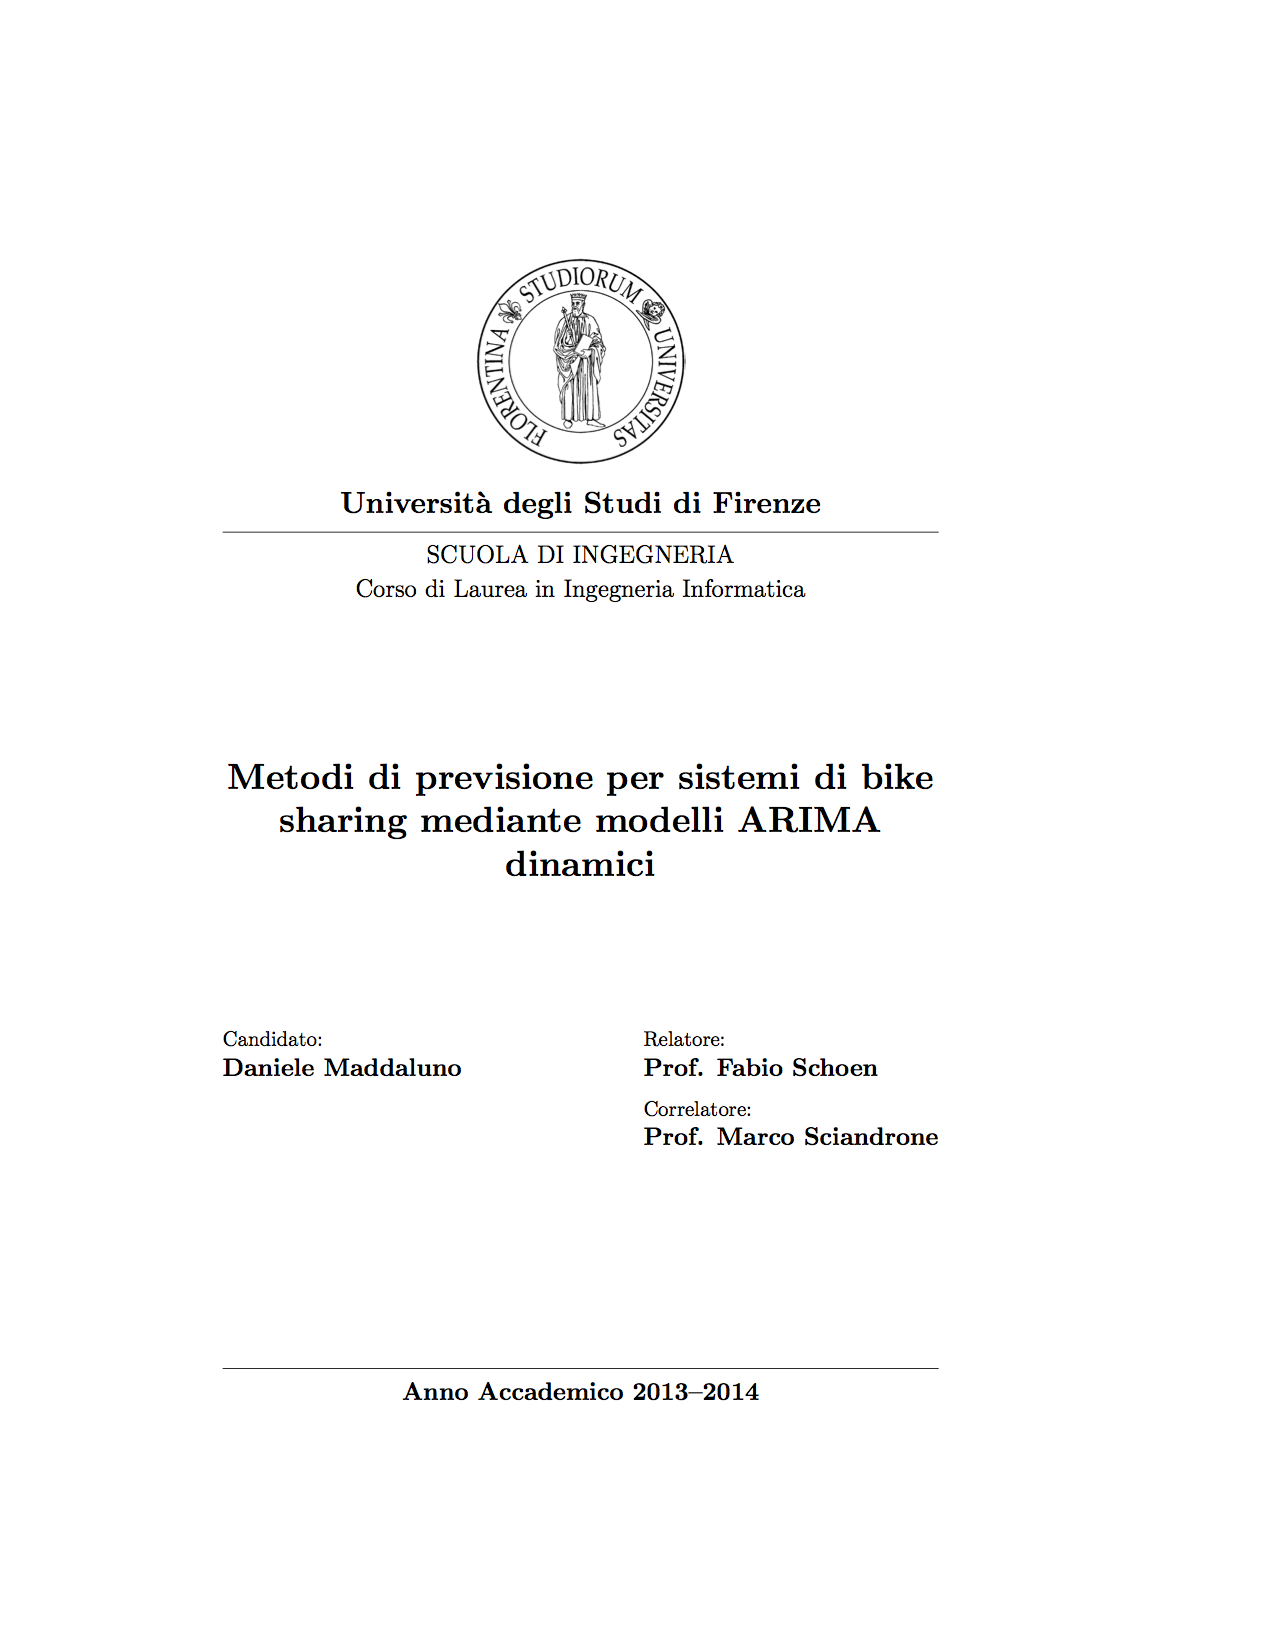 FLORENTINA STUDIORUM UNIVERSITAS
Università degli Studi di Firenze
SCUOLA DI INGEGNERIA
Corso di Laurea in Ingegneria Informatica
Metodi di previsione per sistemi di bike
sharing mediante modelli ARIMA
dinamici
Candidato:
Daniele Maddaluno
Relatore:
Prof. Fabio Schoen
Correlatore:
Prof. Marco Sciandrone
Anno Accademico 2013–2014